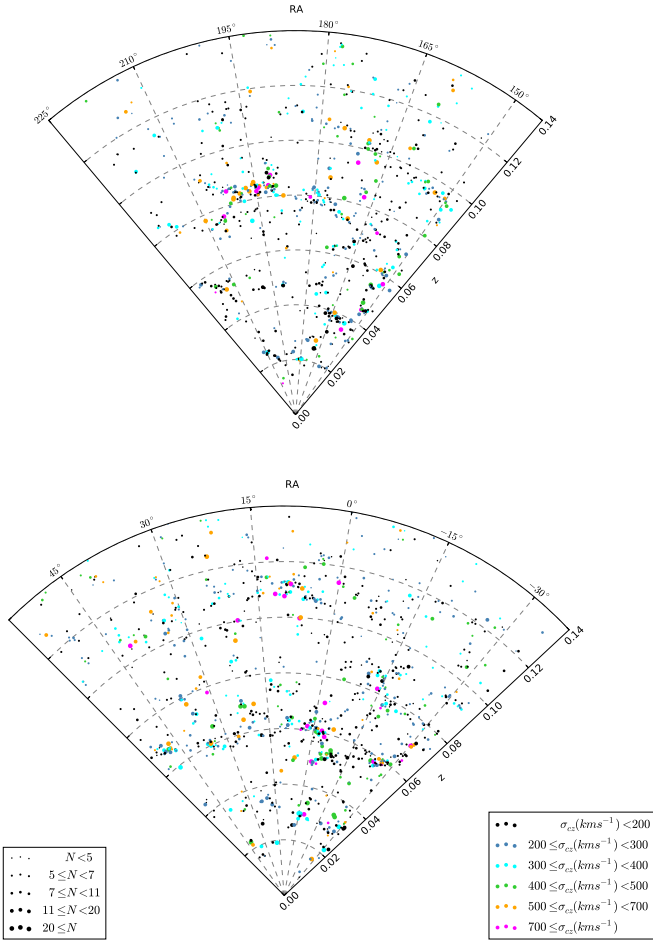 RA
180°
195°
165°
210°
150°
225°
0.14
0.12
0.10
0.08
z
0.06
0.04
0.02
0.00
RA
15°
0°
30°
−15°
45°
−30°
0.14
0.12
0.10
0.08
z
0.06
0.04
0.02
0.00
N<5
5≤N<7
7≤N<11
11≤N<20
20≤N
σcz(kms⁻¹)<200
200≤σcz(kms⁻¹)<300
300≤σcz(kms⁻¹)<400
400≤σcz(kms⁻¹)<500
500≤σcz(kms⁻¹)<700
700≤σcz(kms⁻¹)